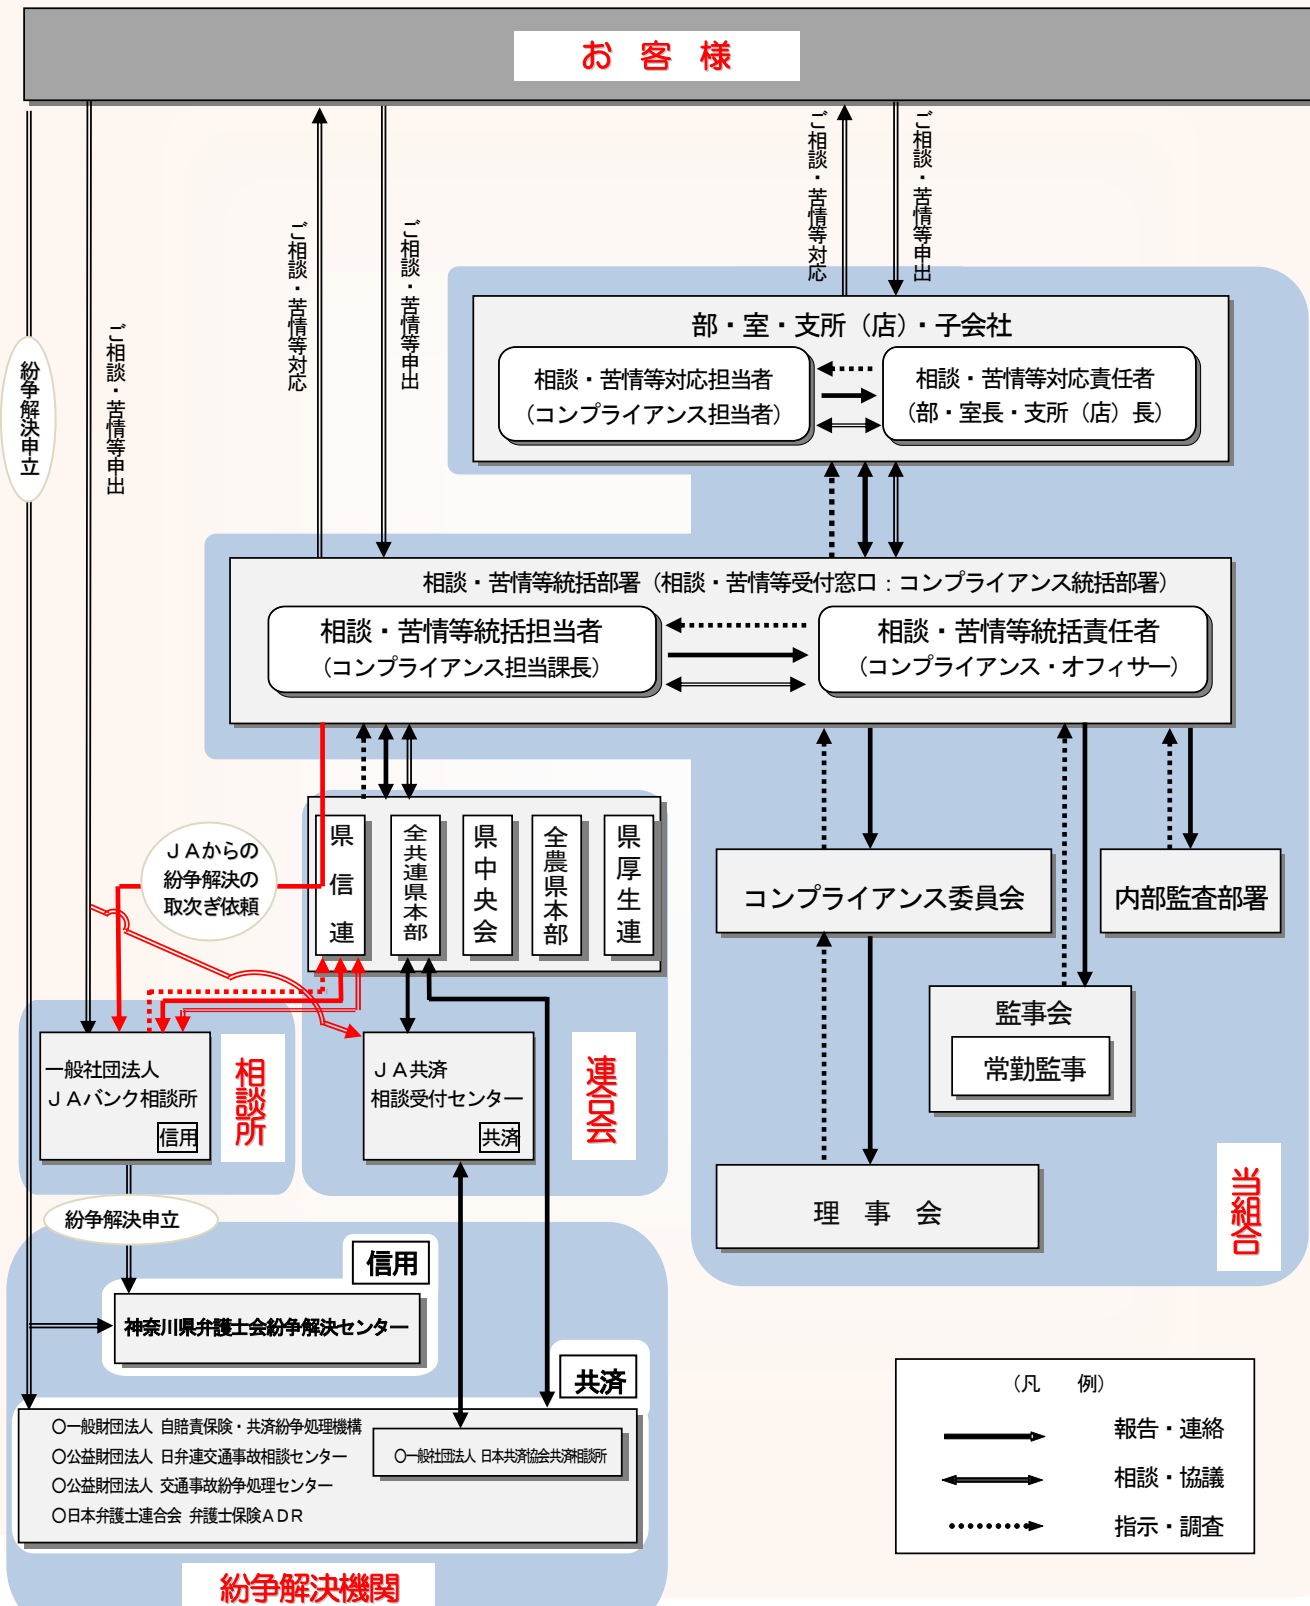 お 客 様
ご相談・苦情等対応
ご相談・苦情等申出
ご相談・苦情等対応
ご相談・苦情等申出
ご相談・苦情等申出
紛争解決申立
部・室・支所（店）・子会社
相談・苦情等対応担当者
（コンプライアンス担当者）
相談・苦情等対応責任者
（部・室長・支所（店）長）
相談・苦情等統括部署（相談・苦情等受付窓口：コンプライアンス統括部署）
相談・苦情等統括担当者
（コンプライアンス担当課長）
相談・苦情等統括責任者
（コンプライアンス・オフィサー）
ＪＡからの
紛争解決の
取次ぎ依頼
県信連
全共連県本部
県中央会
全農県本部
県厚生連
コンプライアンス委員会
内部監査部署
監事会
常勤監事
理 事 会
当組合
一般社団法人
ＪＡバンク相談所
信用
相談所
ＪＡ共済
相談受付センター
共済
連合会
紛争解決申立
信用
神奈川県弁護士会紛争解決センター
共済
〇一般財団法人 自賠責保険・共済紛争処理機構
〇公益財団法人 日弁連交通事故相談センター
〇公益財団法人 交通事故紛争処理センター
〇日本弁護士連合会 弁護士保険ＡＤＲ
〇一般社団法人 日本共済協会共済相談所
紛争解決機関
（凡 例）
報告・連絡
相談・協議
指示・調査